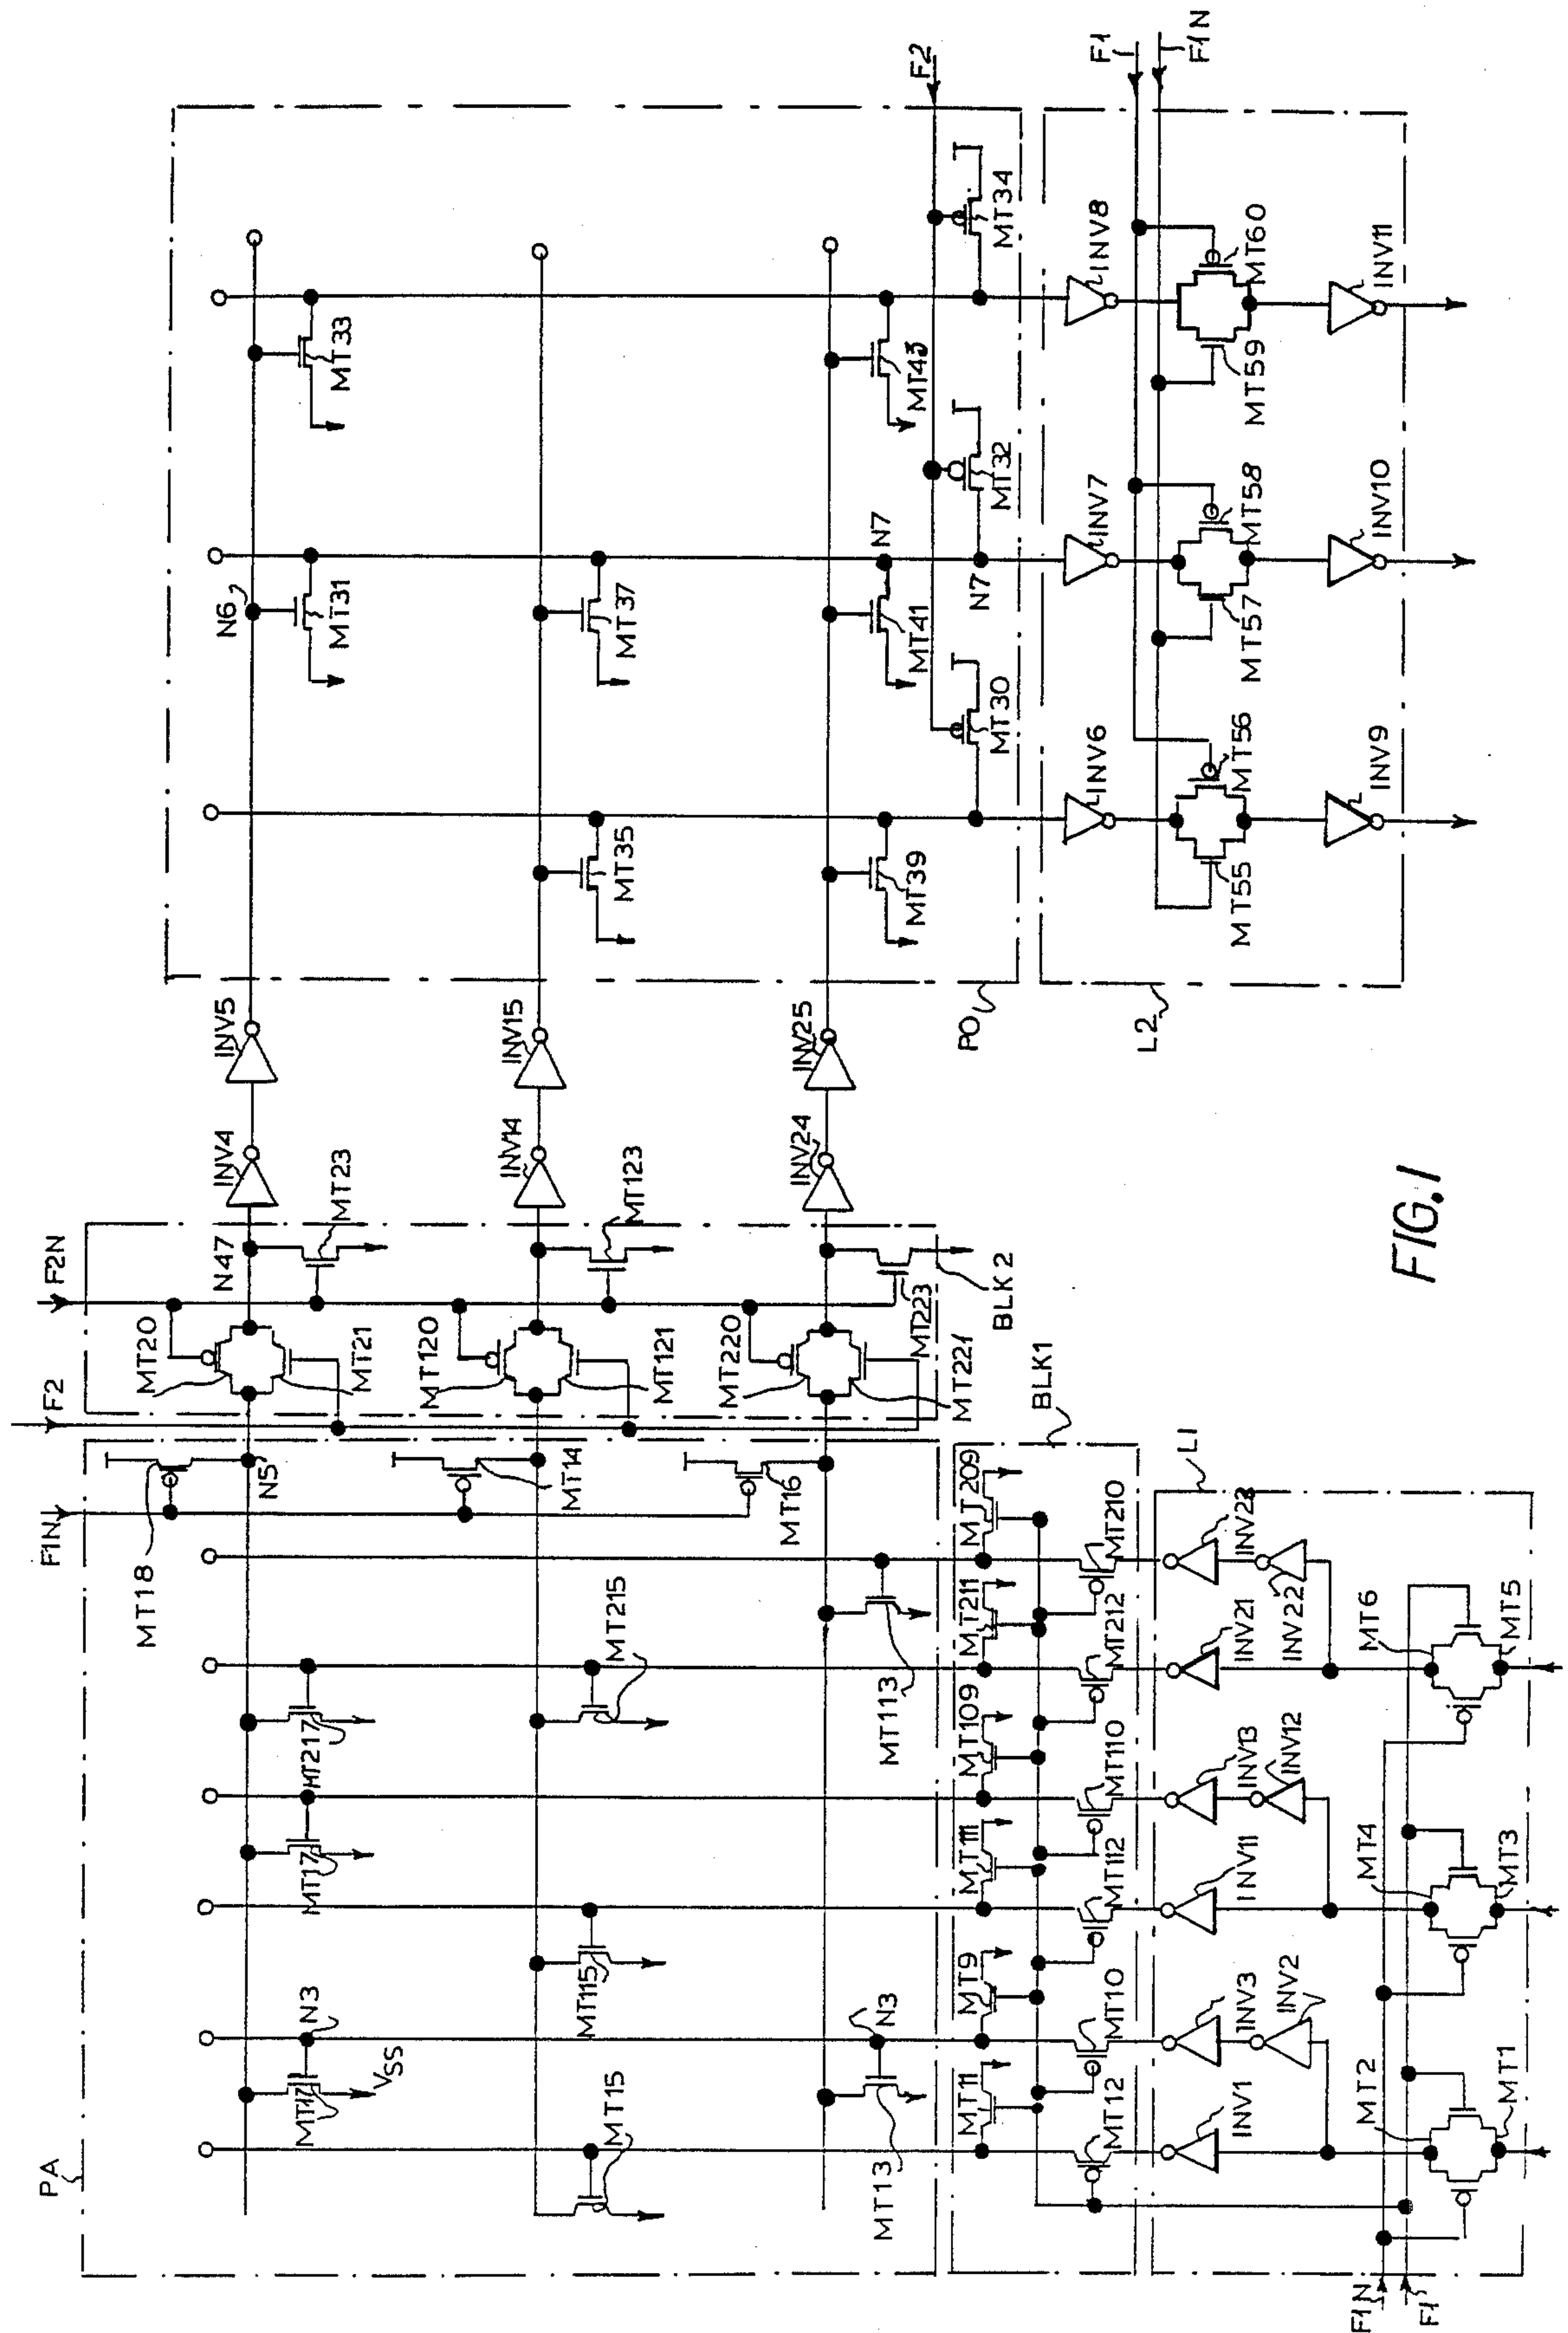 F2
F1
F1N
MT33
N6
MT31
MT37
MT35
MT43
N7
MT41
MT39
MT34
MT32
N7
MT30
INV8
INV7
INV6
MT60
MT59
MT58
MT57
MT56
MT55
INV11
INV10
INV9
PO
L2
INV5
INV15
INV25
INV4
INV14
INV24
F2N
N47
MT23
MT123
MT223
BLK2
MT20
MT21
MT120
MT121
MT220
MT221
F2
F1N
MT18
N5
MT14
MT16
BLK1
L1
MT217
MT215
MT113
MT17
MT115
N3
MT17
VSS
MT15
N3
MT13
PA
MT209
MT210
MT211
MT212
MT109
MT110
MT111
MT112
MT9
MT10
MT11
MT12
INV23
INV22
INV21
INV13
INV12
INV11
INV3
INV2
INV1
MT6
MT5
MT4
MT3
MT2
MT1
F1N
F1
FIG.1